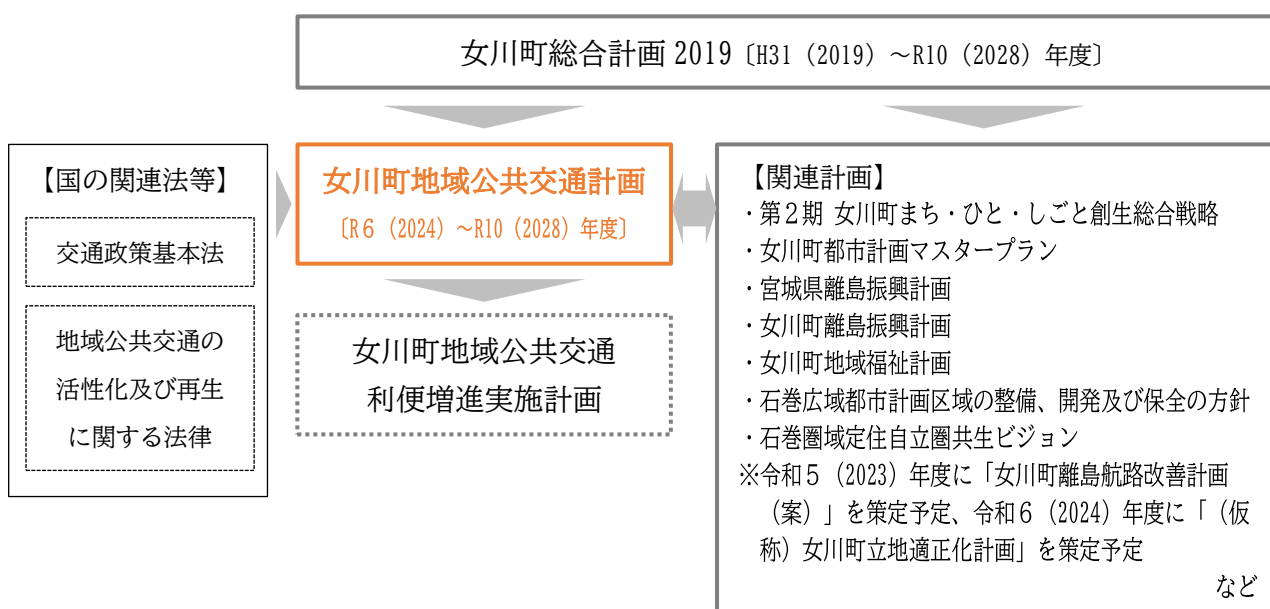 女川町総合計画 2019〔H31（2019）～R10（2028）年度〕
【国の関連法等】
交通政策基本法
地域公共交通の
活性化及び再生
に関する法律
女川町地域公共交通計画
〔R６（2024）～R10（2028）年度〕
女川町地域公共交通
利便増進実施計画
【関連計画】
・第２期 女川町まち・ひと・しごと創生総合戦略
・女川町都市計画マスタープラン
・宮城県離島振興計画
・女川町離島振興計画
・女川町地域福祉計画
・石巻広域都市計画区域の整備、開発及び保全の方針
・石巻圏域定住自立圏共生ビジョン
※令和５（2023）年度に「女川町離島航路改善計画
（案）」を策定予定、令和６（2024）年度に「（仮
称）女川町立地適正化計画」を策定予定
など